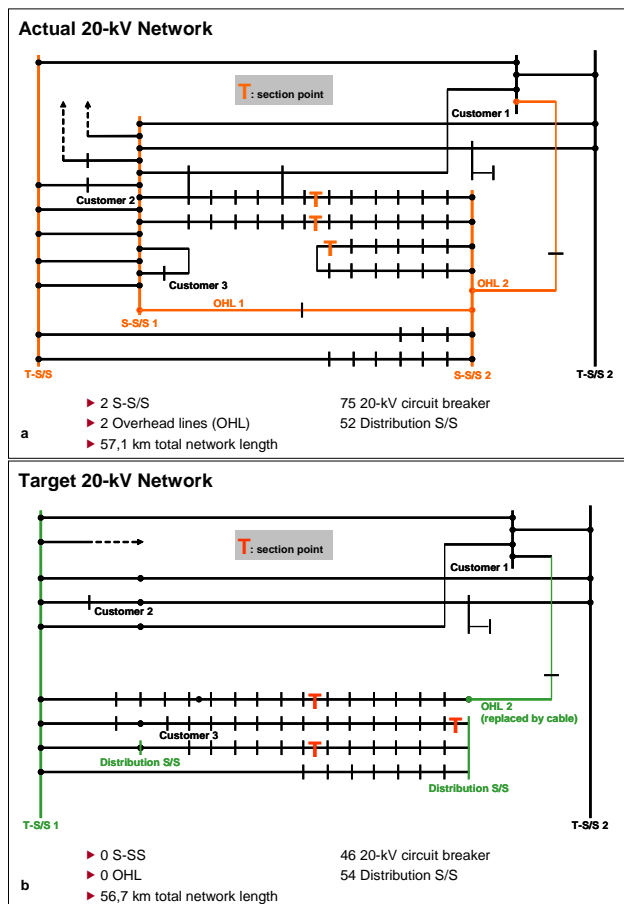 Actual 20-kV Network
T: section point
Customer 1
Customer 2
Customer 3
OHL 1
OHL 2
S-S/S 1
T-S/S
S-S/S 2
T-S/S 2
▶ 2 S-S/S
75 20-kV circuit breaker
▶ 2 Overhead lines (OHL)
52 Distribution S/S
▶ 57,1 km total network length
a
T
T
T
Target 20-kV Network
T: section point
Customer 1
Customer 2
T
OHL 2
(replaced by cable)
T
Customer 3
T
Distribution S/S
Distribution S/S
T-S/S 1
T-S/S 2
▶ 0 S-SS
46 20-kV circuit breaker
▶ 0 OHL
54 Distribution S/S
▶ 56,7 km total network length
b